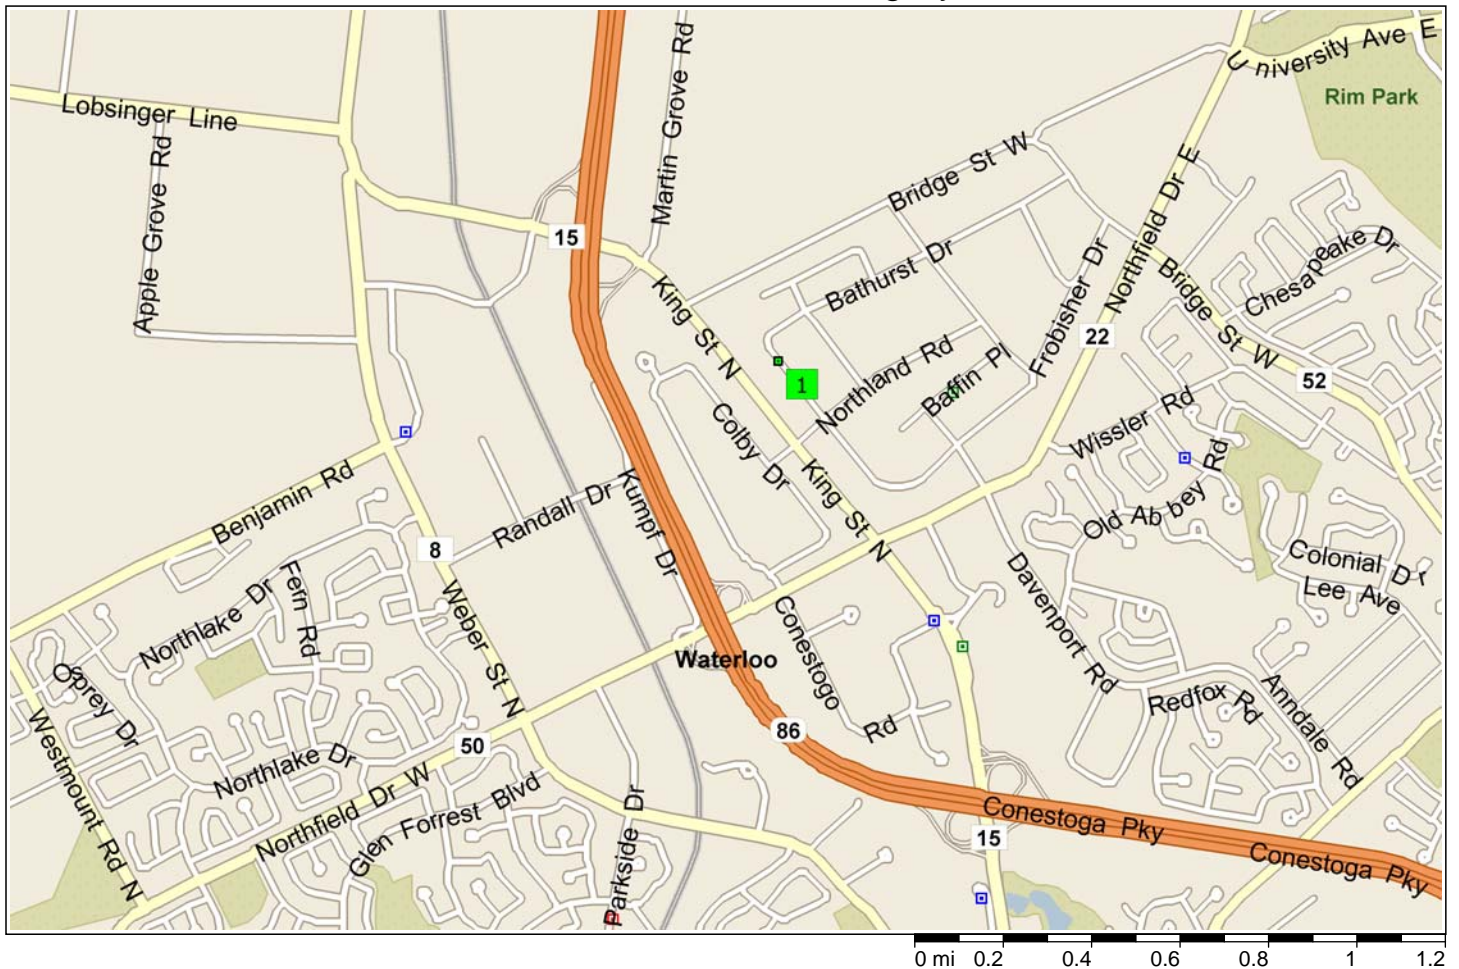 University Ave E
Rim Park
Lobsinger Line
Martin Grove Rd
Apple Grove Rd
Bridge St W
Northfield Dr E
15
Bathurst Dr
Chesapeake Dr
King St N
Frobisher Dr
Bridge St W
22
Northland Rd
Baffin Pl
1
52
Colby Dr
Wissler Rd
Old Abbey Rd
King St N
Benjamin Rd
Randall Dr
Kumpf Dr
8
Colonial Dr
Lee Ave
Fern Rd
Northlake Dr
Weber St N
Davenport Rd
Conestogo Rd
Waterloo
Osprey Dr
Redfox Rd
Anndale Rd
86
50
Northlake Dr
Westmount Rd N
Northfield Dr W
Glen Forrest Blvd
Parkside Dr
Conestoga Pky
15
Conestoga Pky
0 mi 0.2 0.4 0.6 0.8 1 1.2